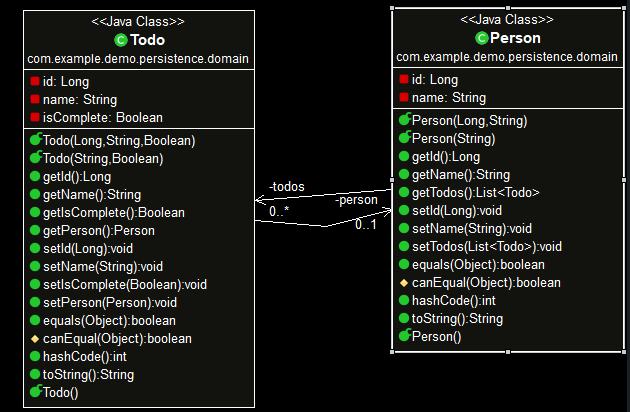 <<Java Class>>
Todo
com.example.demo.persistence.domain
id: Long
name: String
isComplete: Boolean
Todo(Long,String,Boolean)
Todo(String,Boolean)
getId():Long
getName():String
getIsComplete():Boolean
getPerson():Person
setId(Long):void
setName(String):void
setIsComplete(Boolean):void
setPerson(Person):void
equals(Object):boolean
canEqual(Object):boolean
hashCode():int
toString():String
Todo()
-todos
0..*
-person
0..1
<<Java Class>>
Person
com.example.demo.persistence.domain
id: Long
name: String
Person(Long,String)
Person(String)
getId():Long
getName():String
getTodos():List<Todo>
setId(Long):void
setName(String):void
setTodos(List<Todo>):void
equals(Object):boolean
canEqual(Object):boolean
hashCode():int
toString():String
Person()